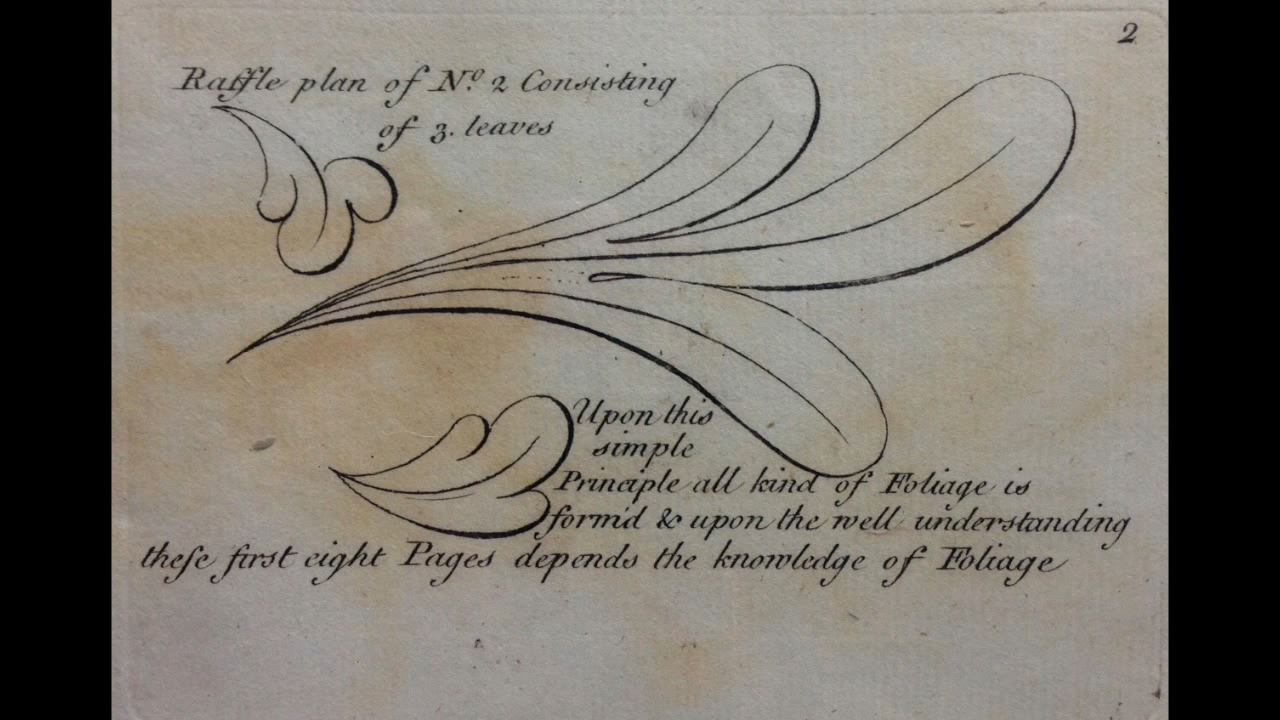 2
Raffle plan of Nº. 2 Consisting
of 3. leaves
Upon this
simple
Principle all kind of Foliage is
form'd & upon the well understanding
theſe first eight Pages depends the knowledge of Foliage